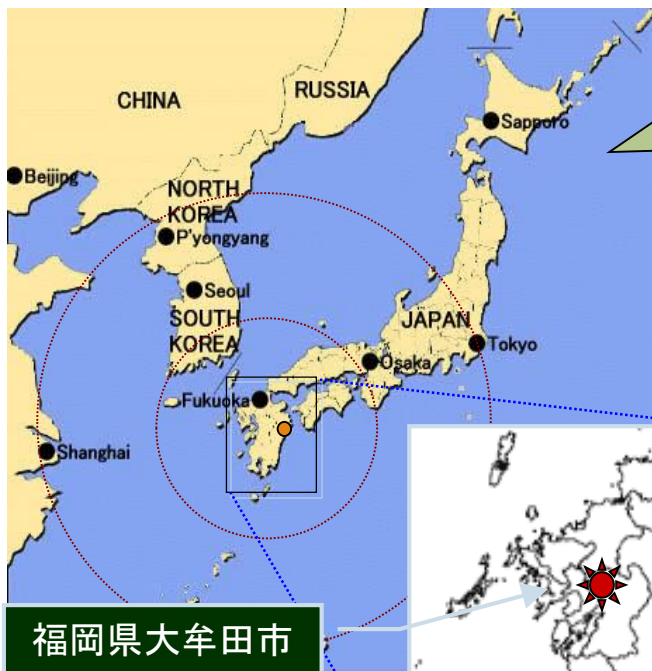 RUSSIA
CHINA
Sapporo
Beijing
NORTH
KOREA
P'yongyang
Seoul
SOUTH
KOREA
JAPAN
Tokyo
Osaka
Fukuoka
Shanghai
福岡県大牟田市